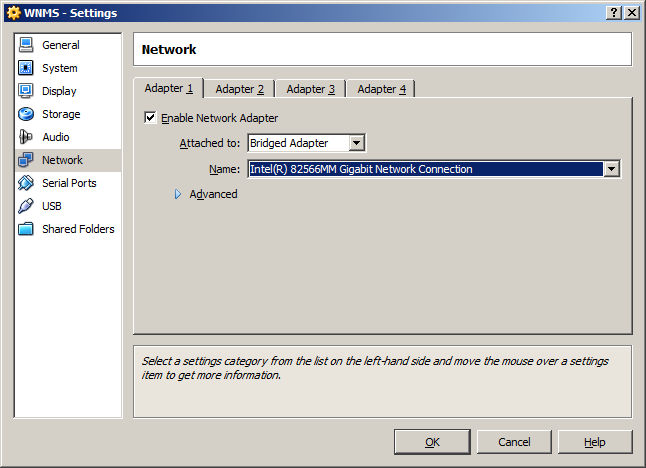 WNMS - Settings
General
System
Display
Storage
Audio
Network
Serial Ports
USB
Shared Folders
Network
Adapter 1
Adapter 2
Adapter 3
Adapter 4
Enable Network Adapter
Attached to: Bridged Adapter
Name: Intel(R) 82566MM Gigabit Network Connection
Advanced
Select a settings category from the list on the left-hand side and move the mouse over a settings
item to get more information.
OK
Cancel
Help